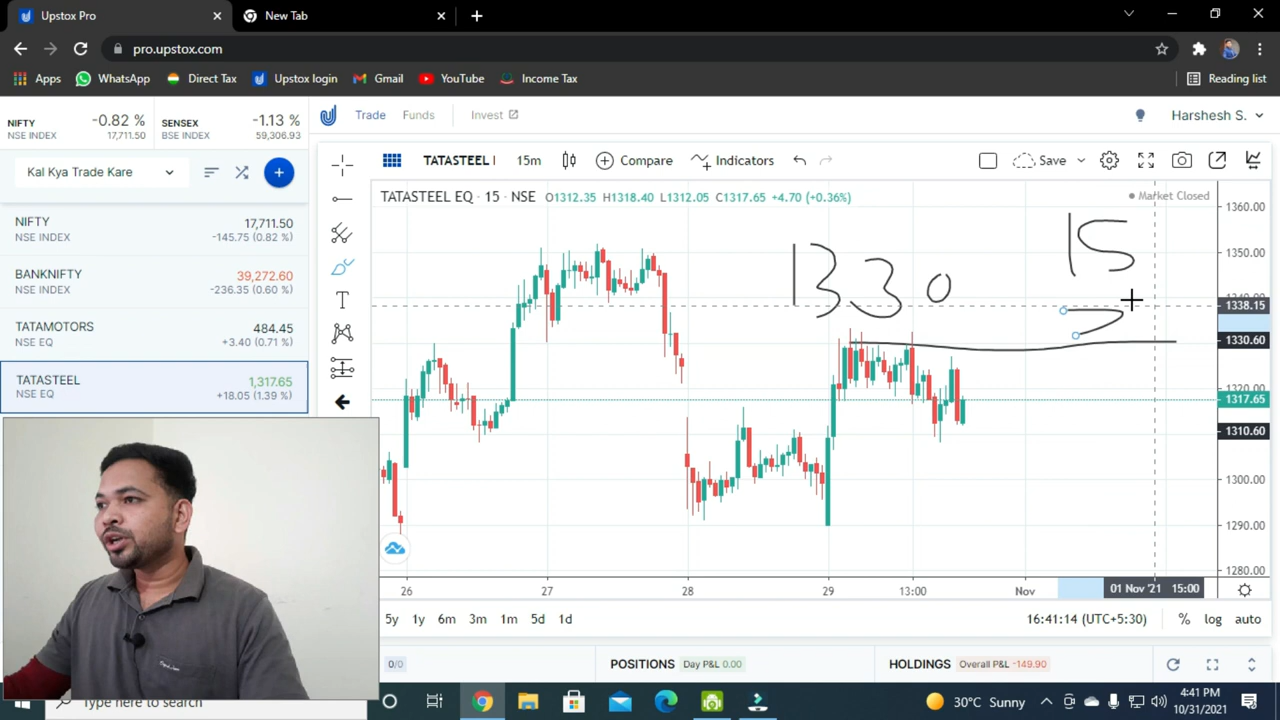 Upstox Pro
New Tab
pro.upstox.com
Apps WhatsApp Direct Tax Upstox login Gmail YouTube Income Tax Reading list
NIFTY -0.82 %
NSE INDEX 17,711.50
SENSEX -1.13 %
BSE INDEX 59,306.93
Trade Funds Invest Harshesh S.
Kal Kya Trade Kare
TATASTEEL 15m Compare Indicators Save
NIFTY 17,711.50
NSE INDEX -145.75 (0.82 %)
BANKNIFTY 39,272.60
NSE INDEX -236.35 (0.60 %)
TATAMOTORS 484.45
NSE EQ +3.40 (0.71 %)
TATASTEEL 1,317.65
NSE EQ +18.05 (1.39 %)
TATASTEEL EQ · 15 · NSE O1312.35 H1318.40 L1312.05 C1317.65 +4.70 (+0.36%)
Market Closed
1330
15
1360.00
1350.00
1338.15
1330.60
1320.00
1317.65
1310.60
1300.00
1290.00
1280.00
26 27 28 29 13:00 Nov 01 Nov '21 15:00
5y 1y 6m 3m 1m 5d 1d 16:41:14 (UTC+5:30) % log auto
0/0 POSITIONS Day P&L 0.00 HOLDINGS Overall P&L -149.90
Type here to search
30°C Sunny
4:41 PM
10/31/2021